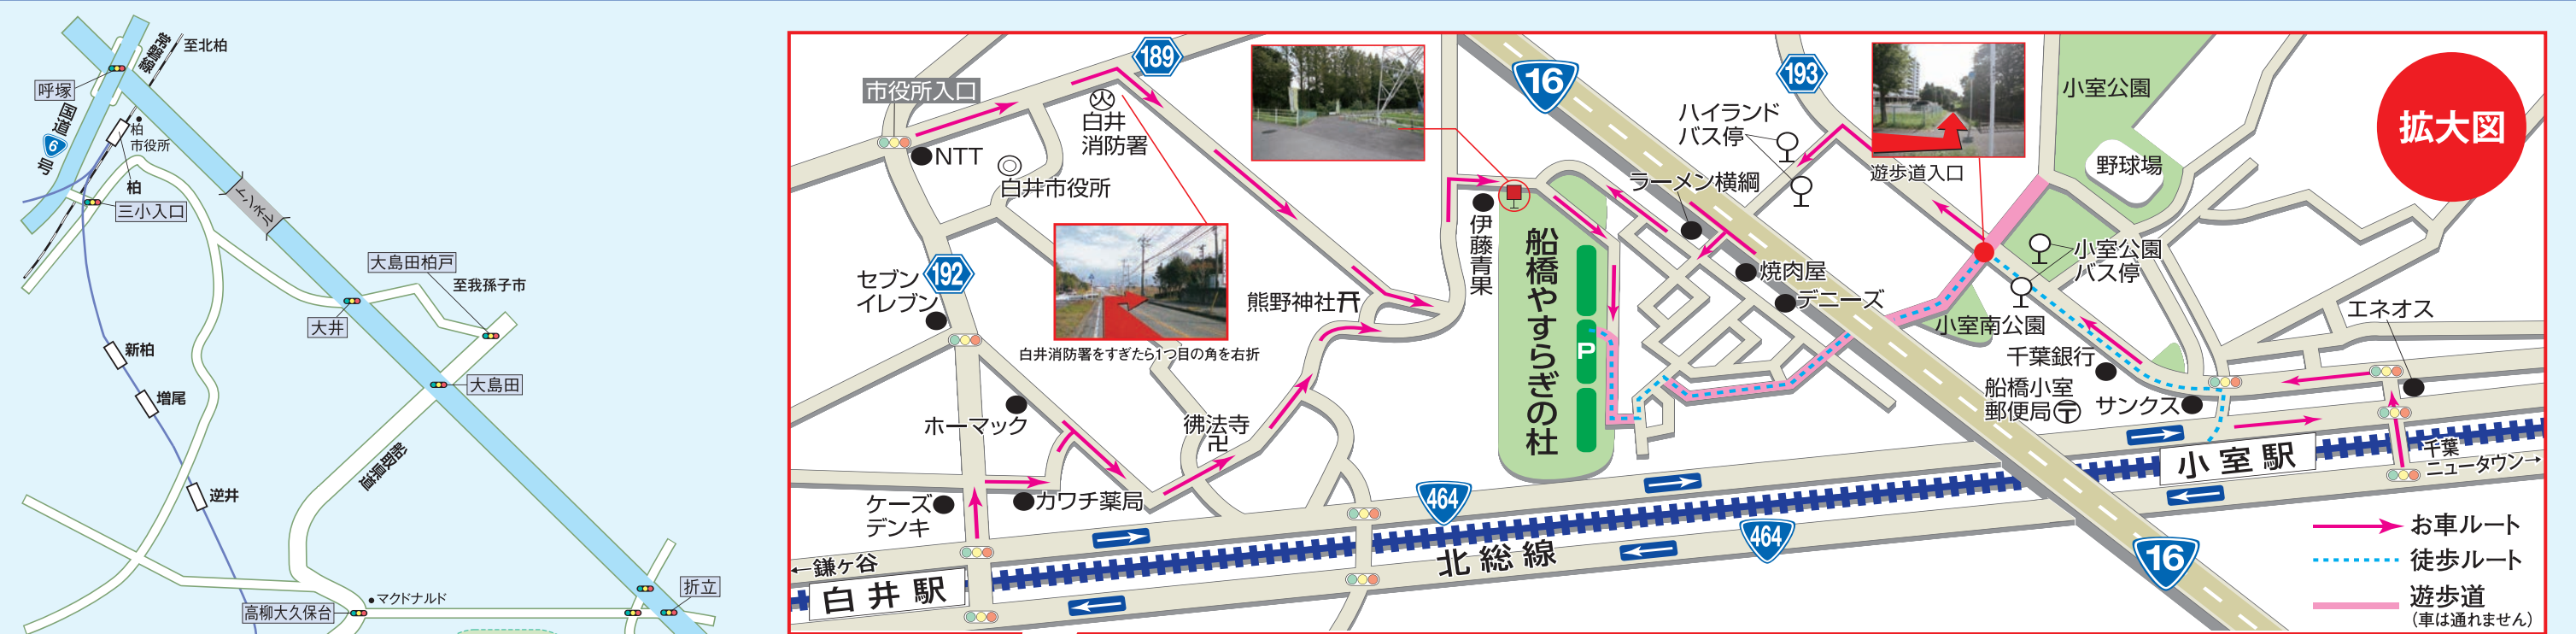 常磐線
至北柏
呼塚
国道
6
号
柏
市役所
柏
三小入口
トンネル
大島田柏戸
至我孫子市
大井
新柏
大島田
増尾
船取県道
逆井
マクドナルド
高柳大久保台
折立
拡大図
189
市役所入口
白井
消防署
NTT
白井市役所
192
セブン
イレブン
白井消防署をすぎたら1つ目の角を右折
熊野神社
伊藤青果
船橋やすらぎの杜
P
16
193
ハイランド
バス停
ラーメン横綱
焼肉屋
デニーズ
遊歩道入口
小室公園
野球場
小室公園
バス停
小室南公園
千葉銀行
エネオス
船橋小室
郵便局〒
サンクス
ホーマック
彿法寺
卍
ケーズ
デンキ
カワチ薬局
464
464
←鎌ヶ谷
白井駅
北総線
小室駅
千葉
ニュータウン→
16
お車ルート
徒歩ルート
遊歩道
(車は通れません)